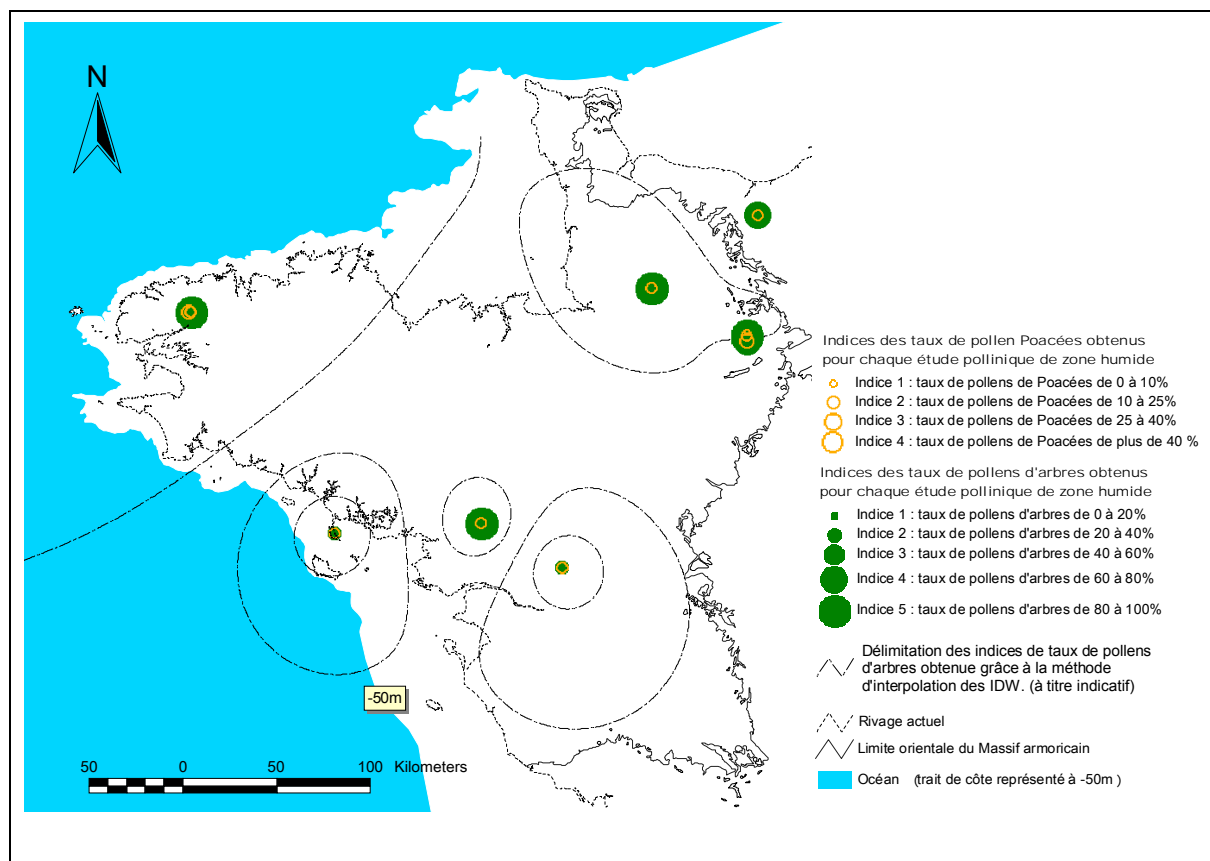 N
Indices des taux de pollen Poacées obtenus
pour chaque étude pollinique de zone humide
Indice 1 : taux de pollens de Poacées de 0 à 10%
Indice 2 : taux de pollens de Poacées de 10 à 25%
Indice 3 : taux de pollens de Poacées de 25 à 40%
Indice 4 : taux de pollens de Poacées de plus de 40 %
Indices des taux de pollens d'arbres obtenus
pour chaque étude pollinique de zone humide
Indice 1 : taux de pollens d'arbres de 0 à 20%
Indice 2 : taux de pollens d'arbres de 20 à 40%
Indice 3 : taux de pollens d'arbres de 40 à 60%
Indice 4 : taux de pollens d'arbres de 60 à 80%
Indice 5 : taux de pollens d'arbres de 80 à 100%
Délimitation des indices de taux de pollens
d'arbres obtenue grâce à la méthode
d'interpolation des IDW. (à titre indicatif)
Rivage actuel
Limite orientale du Massif armoricain
Océan (trait de côte représenté à -50m )
-50m
50 0 50 100 Kilometers